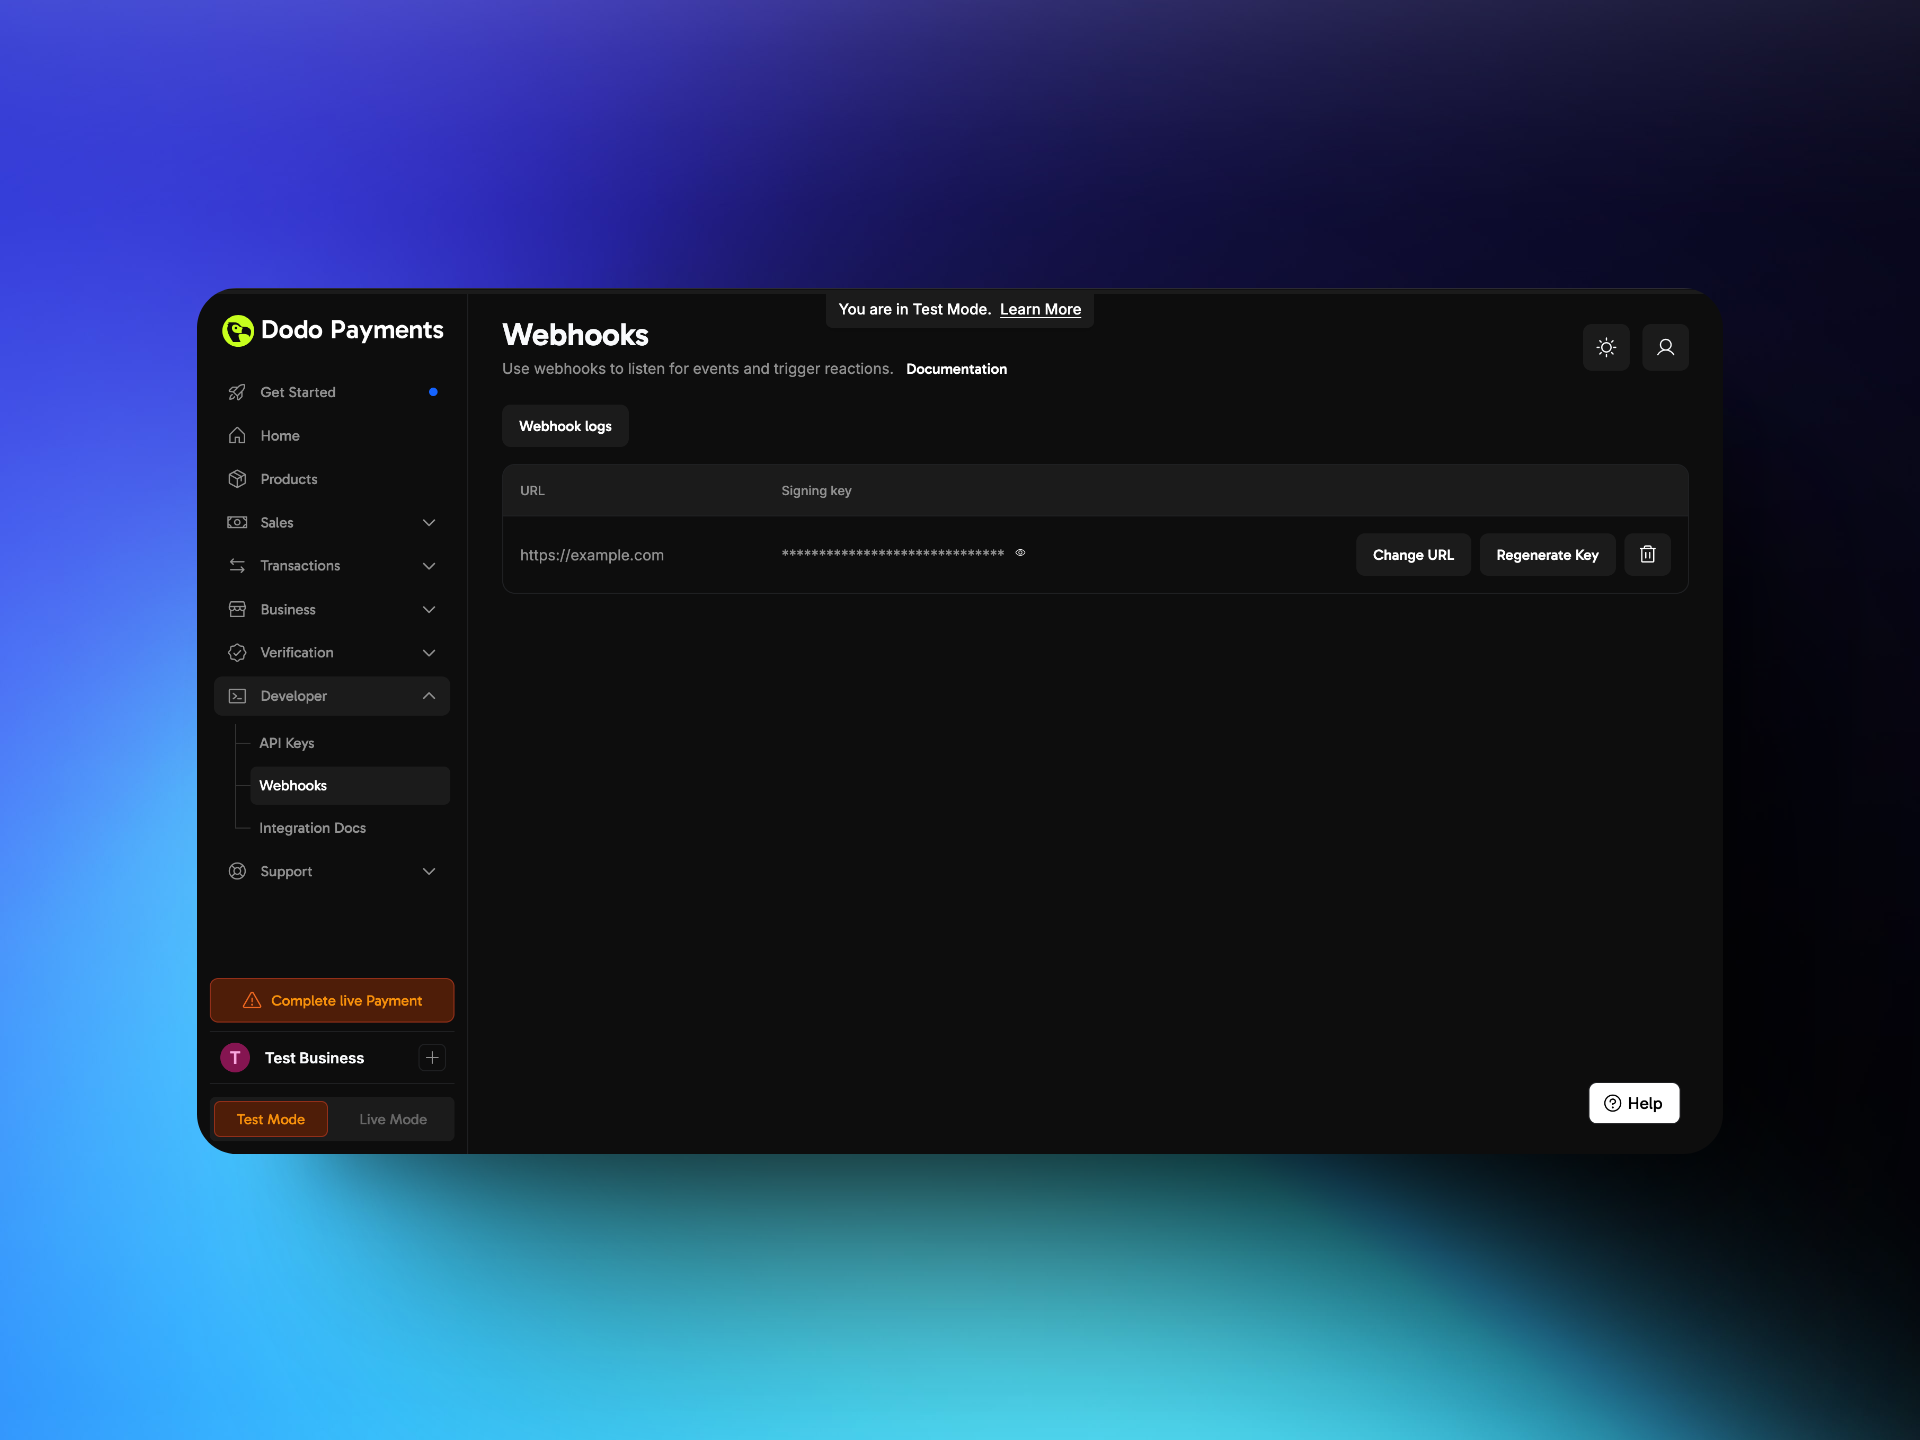 Dodo Payments
Get Started
Home
Products
Sales
Transactions
Business
Verification
Developer
API Keys
Webhooks
Integration Docs
Support
Complete live Payment
T Test Business
Test Mode Live Mode
You are in Test Mode. Learn More
Webhooks
Use webhooks to listen for events and trigger reactions. Documentation
Webhook logs
URL Signing key
https://example.com ****************************** Change URL Regenerate Key
Help